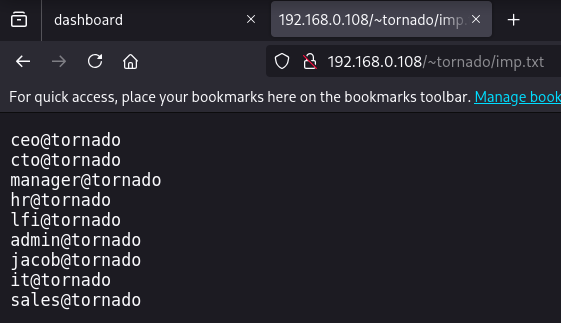 dashboard
192.168.0.108/~tornado/imp
192.168.0.108/~tornado/imp.txt
For quick access, place your bookmarks here on the bookmarks toolbar. Manage book
ceo@tornado
cto@tornado
manager@tornado
hr@tornado
lfi@tornado
admin@tornado
jacob@tornado
it@tornado
sales@tornado